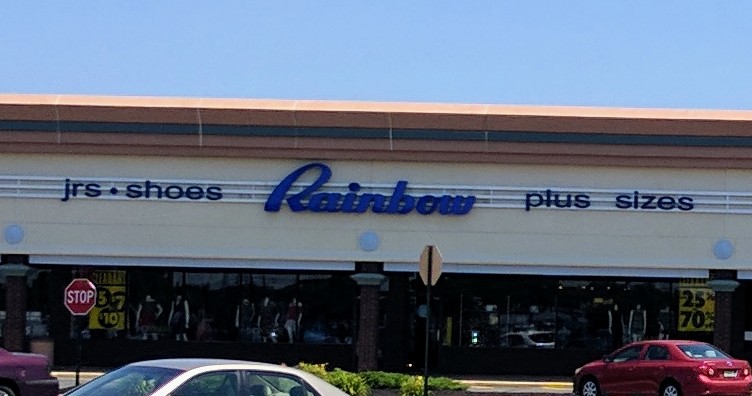 jrs • shoes Rainbow plus sizes
STOP
25
70%